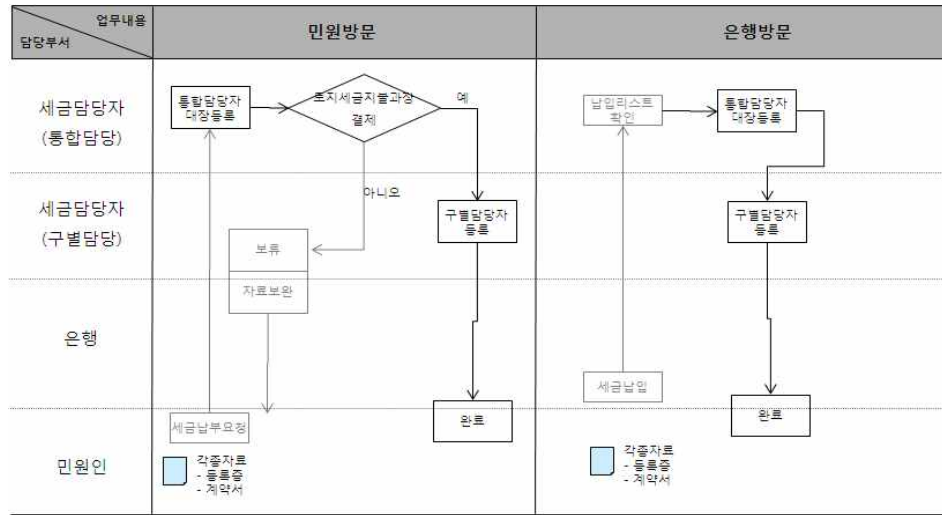 업무내용
담당부서
민원방문
은행방문
세금담당자
(통합담당)
통합담당자
대장등록
토지세금지불과장
결제
예
납입리스트
확인
통합담당자
대장등록
아니오
세금담당자
(구별담당)
구별담당자
등록
구별담당자
등록
보류
자료보완
은행
세금납입
세금납부요청
완료
완료
민원인
각종자료
- 등록증
- 계약서
각종자료
- 등록증
- 계약서